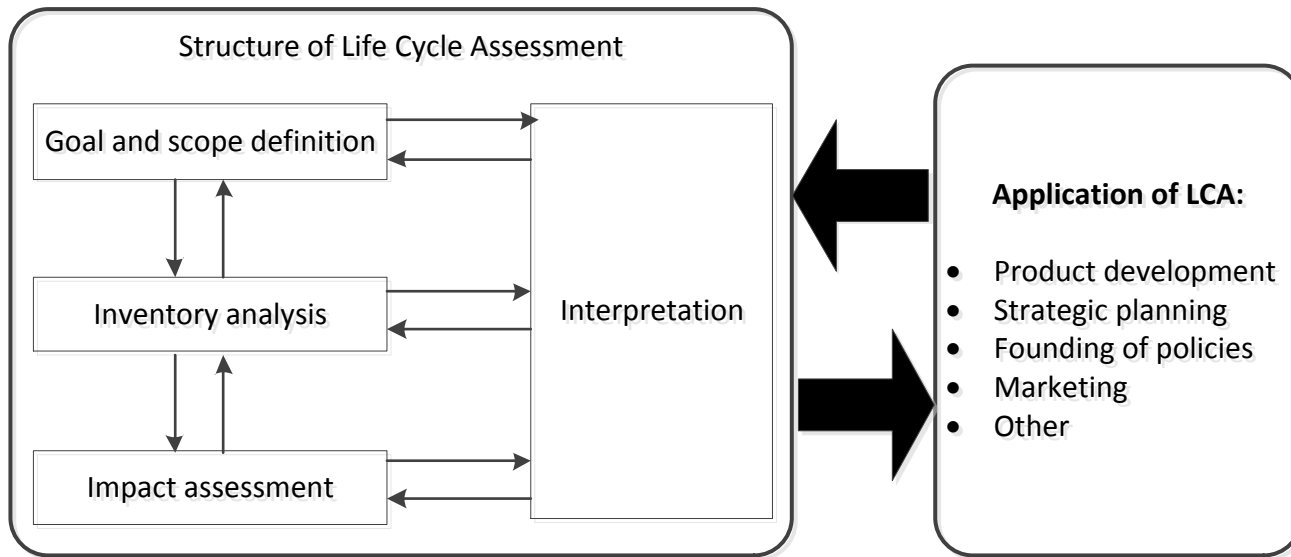 Structure of Life Cycle Assessment
Goal and scope definition
Inventory analysis
Impact assessment
Interpretation
Application of LCA:
• Product development
• Strategic planning
• Founding of policies
• Marketing
• Other